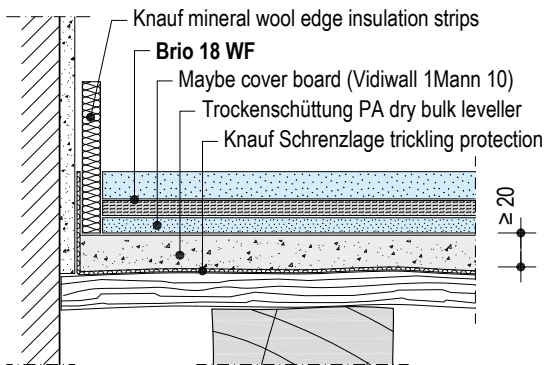 Knauf mineral wool edge insulation strips
Brio 18 WF
Maybe cover board (Vidiwall 1Mann 10)
Trockenschüttung PA dry bulk leveller
Knauf Schrenzlage trickling protection
≥ 20